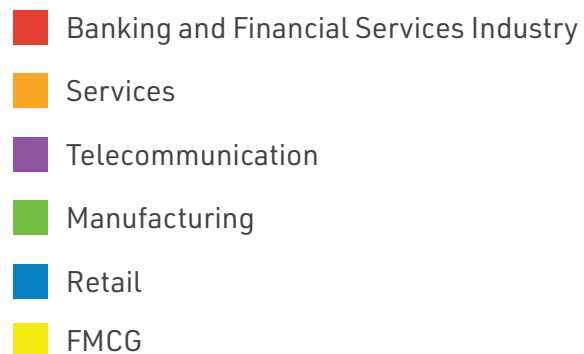 Banking and Financial Services Industry
Services
Telecommunication
Manufacturing
Retail
FMCG